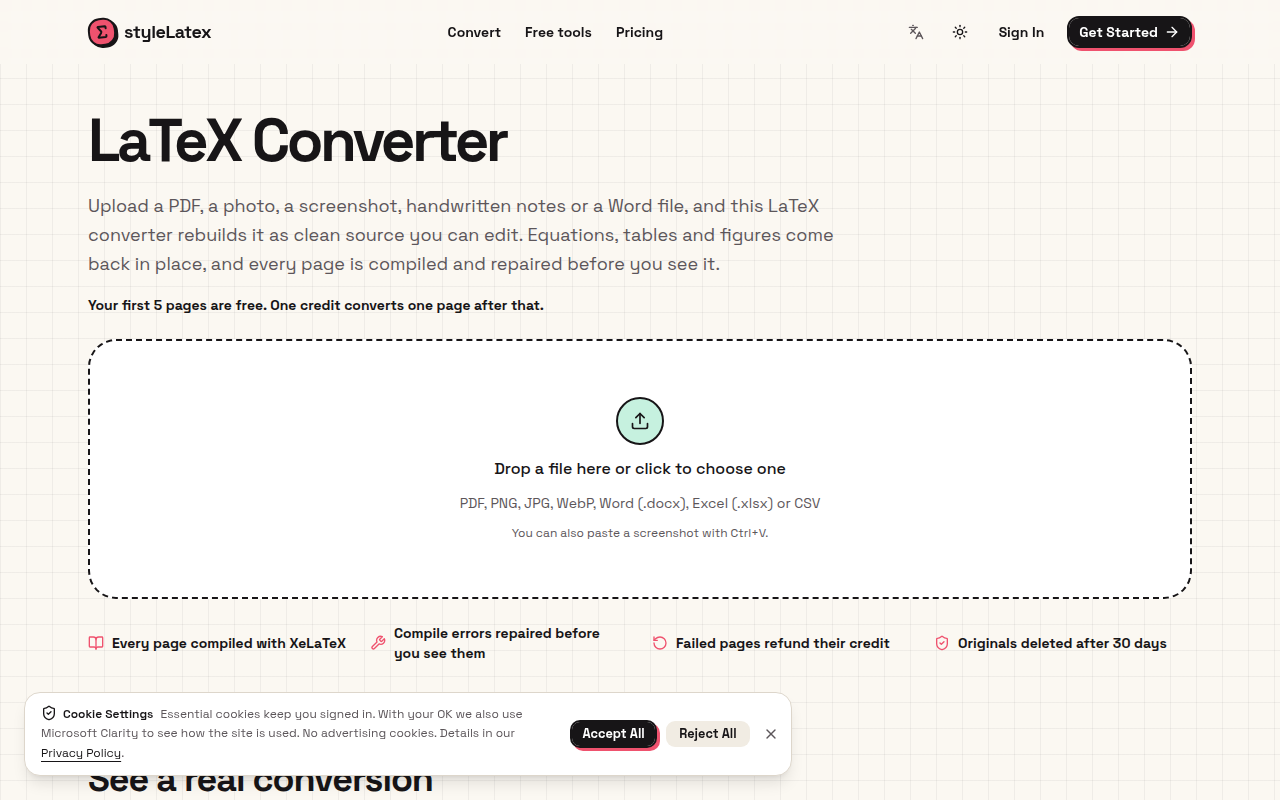 Σ styleLatex
Convert Free tools Pricing
Sign In Get Started
LaTeX Converter
Upload a PDF, a photo, a screenshot, handwritten notes or a Word file, and this LaTeX
converter rebuilds it as clean source you can edit. Equations, tables and figures come
back in place, and every page is compiled and repaired before you see it.
Your first 5 pages are free. One credit converts one page after that.
Drop a file here or click to choose one
PDF, PNG, JPG, WebP, Word (.docx), Excel (.xlsx) or CSV
You can also paste a screenshot with Ctrl+V.
Every page compiled with XeLaTeX
Compile errors repaired before
you see them
Failed pages refund their credit
Originals deleted after 30 days
Cookie Settings Essential cookies keep you signed in. With your OK we also use
Microsoft Clarity to see how the site is used. No advertising cookies. Details in our
Privacy Policy.
Accept All Reject All
See a real conversion